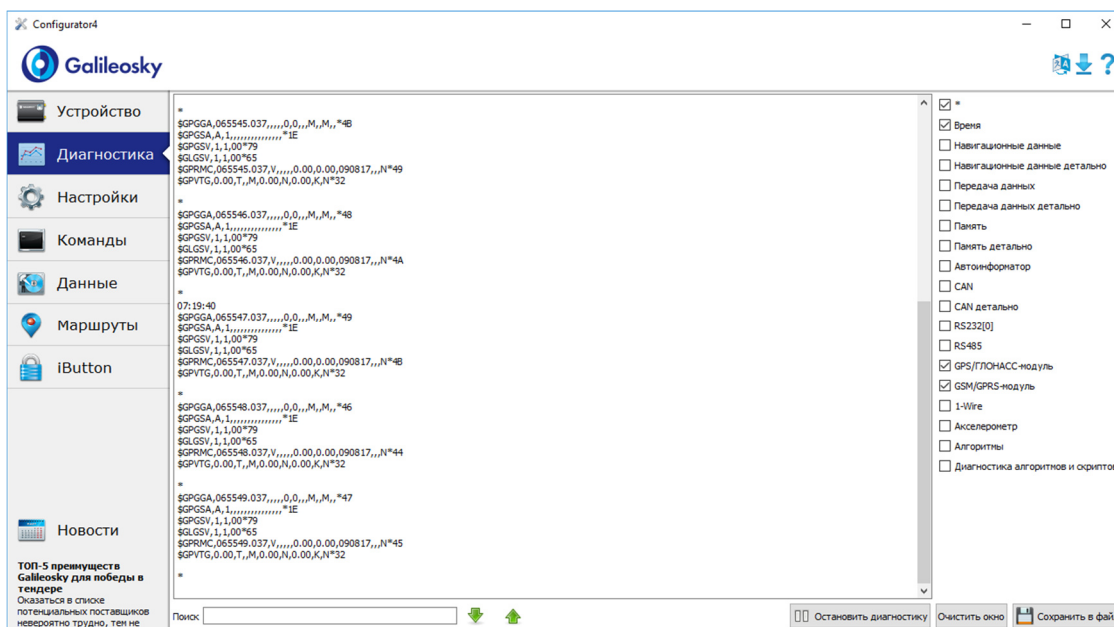 Configurator4
Galileosky
Устройство
Диагностика
Настройки
Команды
Данные
Маршруты
iButton
Новости
ТОП-5 преимуществ
Galileosky для победы в
тендере
Оказаться в списке
потенциальных поставщиков
невероятно трудно, тем не
*
$GPGGA,065545.037,,,,,0,0,,,M,,M,,*4B
$GPGSA,A,1,,,,,,,,,,,,,,,*1E
$GPGSV,1,1,00*79
$GLGSV,1,1,00*65
$GPRMC,065545.037,V,,,,,0.00,0.00,090817,,,N*49
$GPVTG,0.00,T,,M,0.00,N,0.00,K,N*32
*
$GPGGA,065546.037,,,,,0,0,,,M,,M,,*48
$GPGSA,A,1,,,,,,,,,,,,,,,*1E
$GPGSV,1,1,00*79
$GLGSV,1,1,00*65
$GPRMC,065546.037,V,,,,,0.00,0.00,090817,,,N*4A
$GPVTG,0.00,T,,M,0.00,N,0.00,K,N*32
*
07:19:40
$GPGGA,065547.037,,,,,0,0,,,M,,M,,*49
$GPGSA,A,1,,,,,,,,,,,,,,,*1E
$GPGSV,1,1,00*79
$GLGSV,1,1,00*65
$GPRMC,065547.037,V,,,,,0.00,0.00,090817,,,N*4B
$GPVTG,0.00,T,,M,0.00,N,0.00,K,N*32
*
$GPGGA,065548.037,,,,,0,0,,,M,,M,,*46
$GPGSA,A,1,,,,,,,,,,,,,,,*1E
$GPGSV,1,1,00*79
$GLGSV,1,1,00*65
$GPRMC,065548.037,V,,,,,0.00,0.00,090817,,,N*44
$GPVTG,0.00,T,,M,0.00,N,0.00,K,N*32
*
$GPGGA,065549.037,,,,,0,0,,,M,,M,,*47
$GPGSA,A,1,,,,,,,,,,,,,,,*1E
$GPGSV,1,1,00*79
$GLGSV,1,1,00*65
$GPRMC,065549.037,V,,,,,0.00,0.00,090817,,,N*45
$GPVTG,0.00,T,,M,0.00,N,0.00,K,N*32
*
*
Время
Навигационные данные
Навигационные данные детально
Передача данных
Передача данных детально
Память
Память детально
Автоинформатор
CAN
CAN детально
RS232[0]
RS485
GPS/ГЛОНАСС-модуль
GSM/GPRS-модуль
1-Wire
Акселерометр
Алгоритмы
Диагностика алгоритмов и скриптов
Поиск
Остановить диагностику
Очистить окно
Сохранить в фай